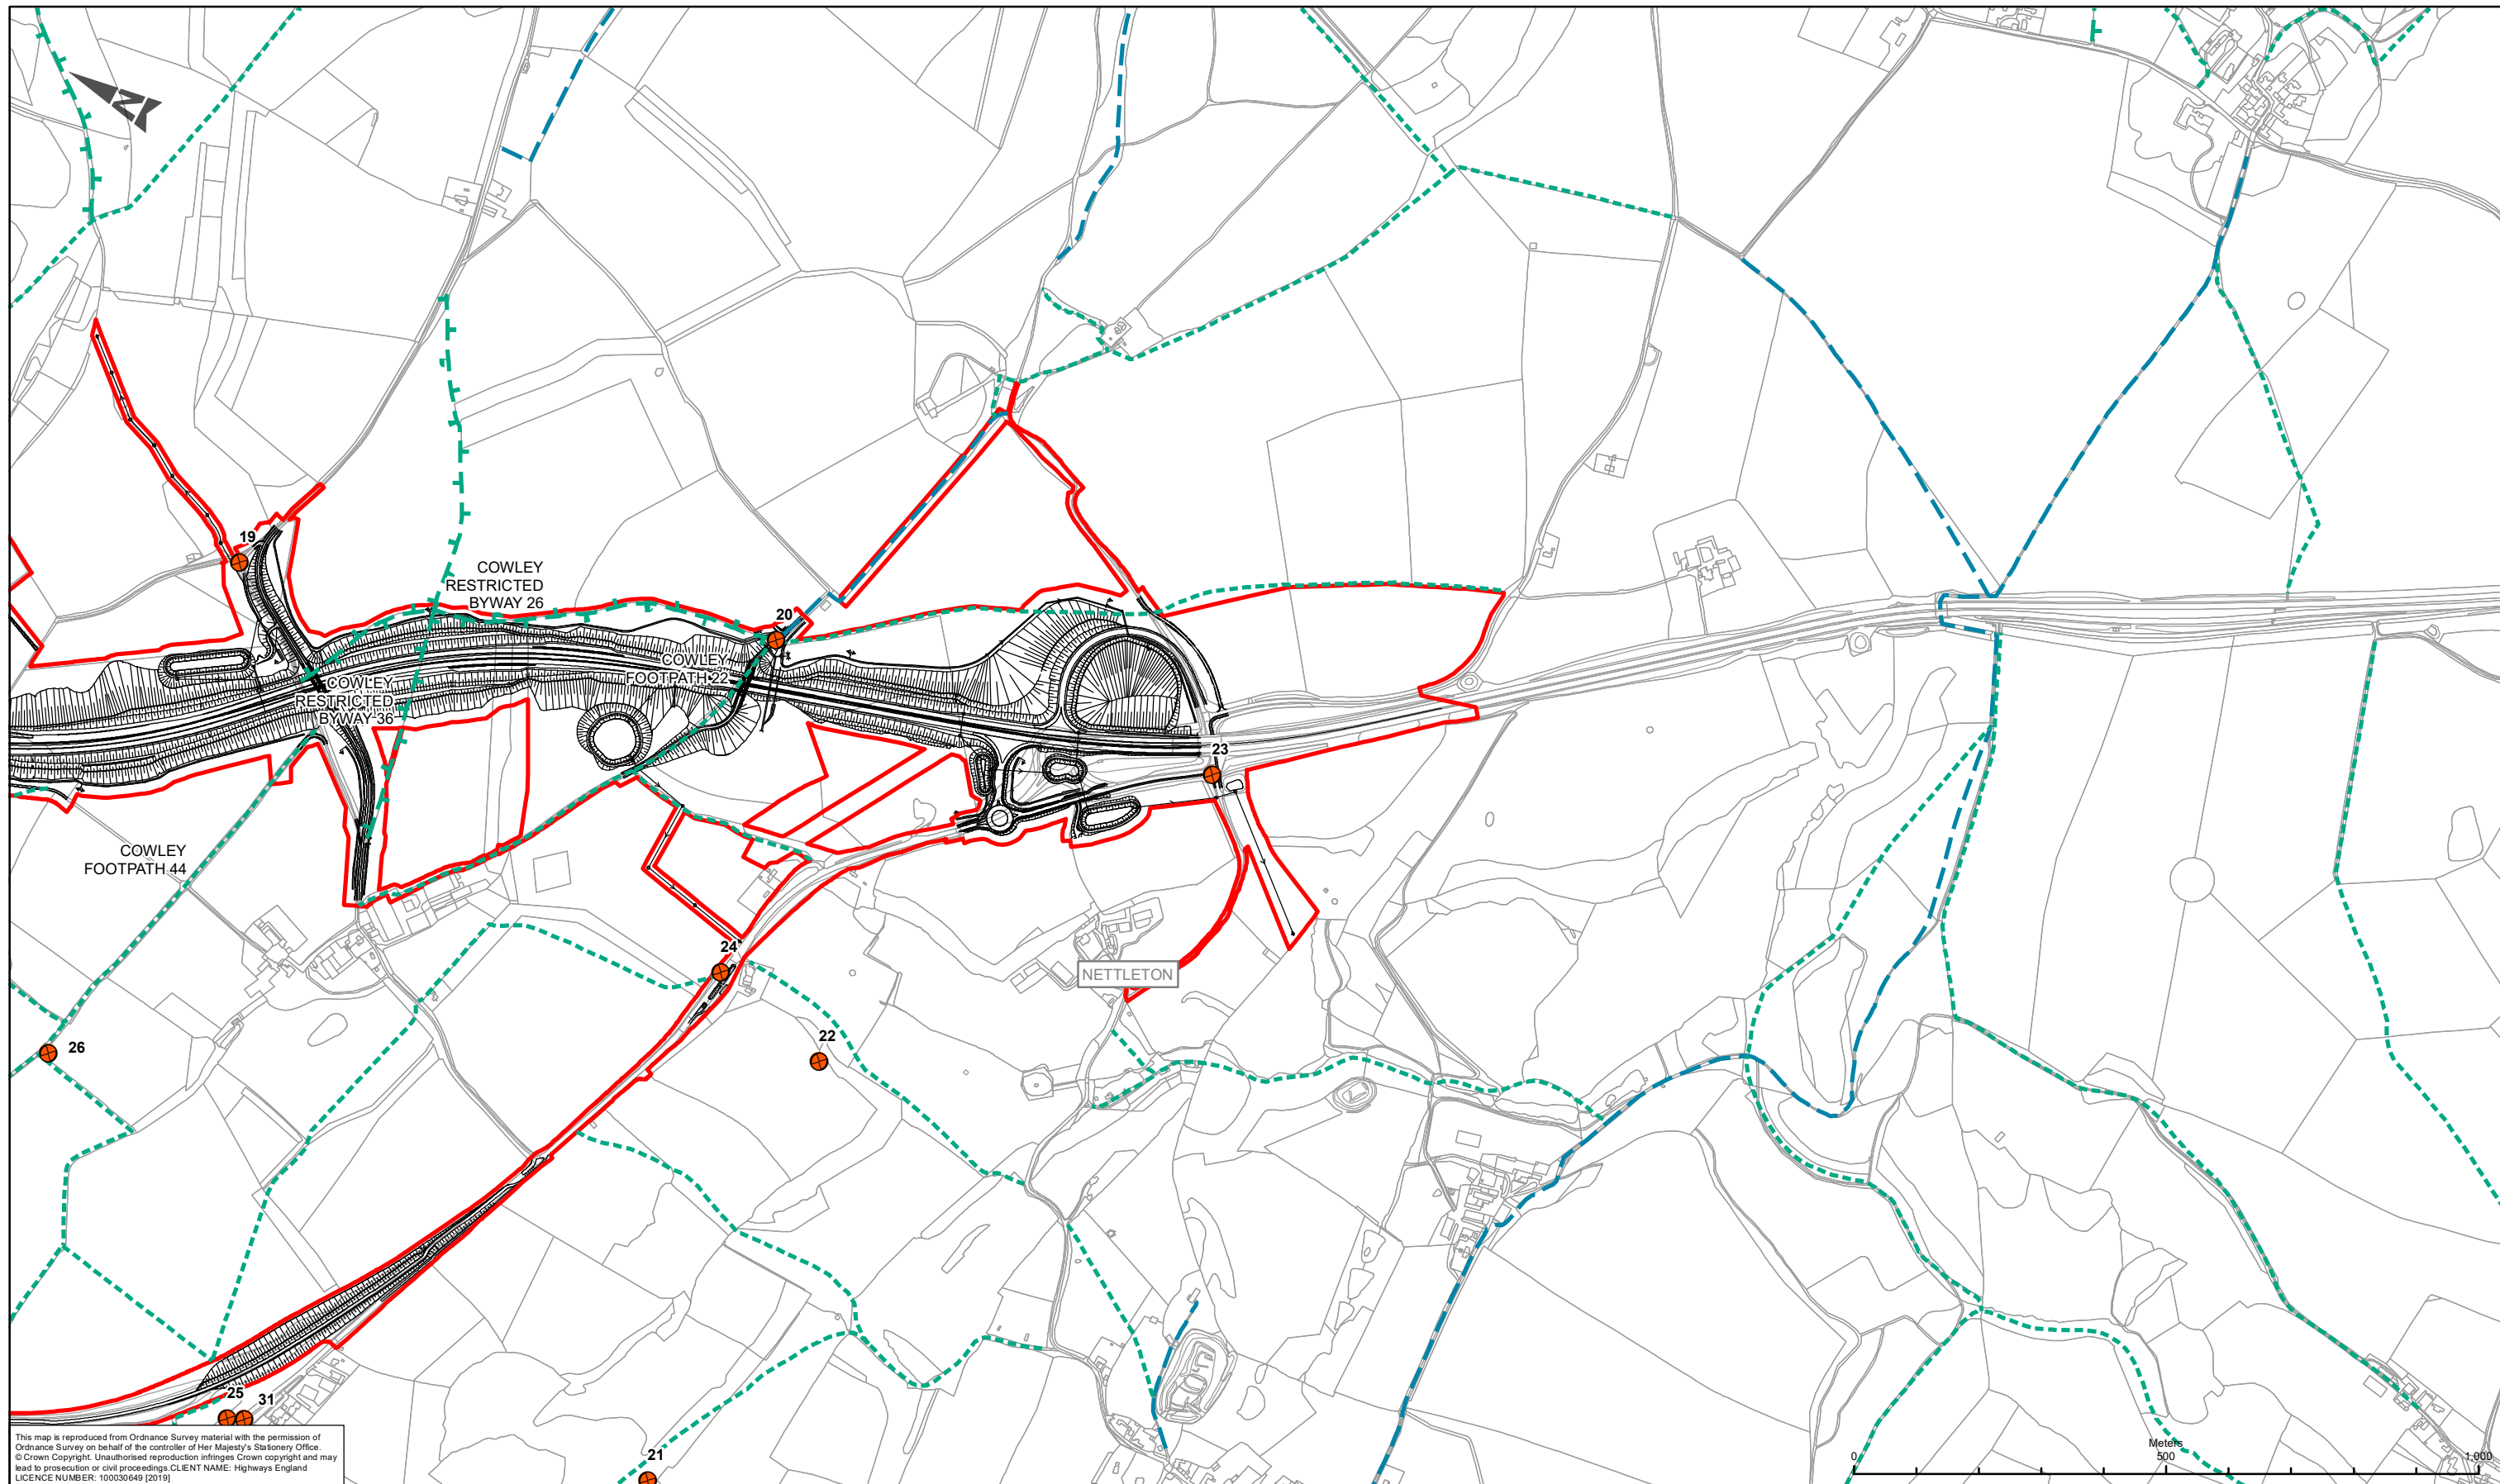 19
COWLEY
RESTRICTED
BYWAY 26
20
COWLEY
FOOTPATH 22
COWLEY
RESTRICTED
BYWAY 36
23
COWLEY
FOOTPATH 44
24
NETTLETON
22
26
25
31
21
Meters
0
500
1,000
This map is reproduced from Ordnance Survey material with the permission of
Ordnance Survey on behalf of the controller of Her Majesty's Stationery Office.
© Crown Copyright. Unauthorised reproduction infringes Crown copyright and may
lead to prosecution or civil proceedings.CLIENT NAME: Highways England
LICENCE NUMBER: 100030649 [2019]